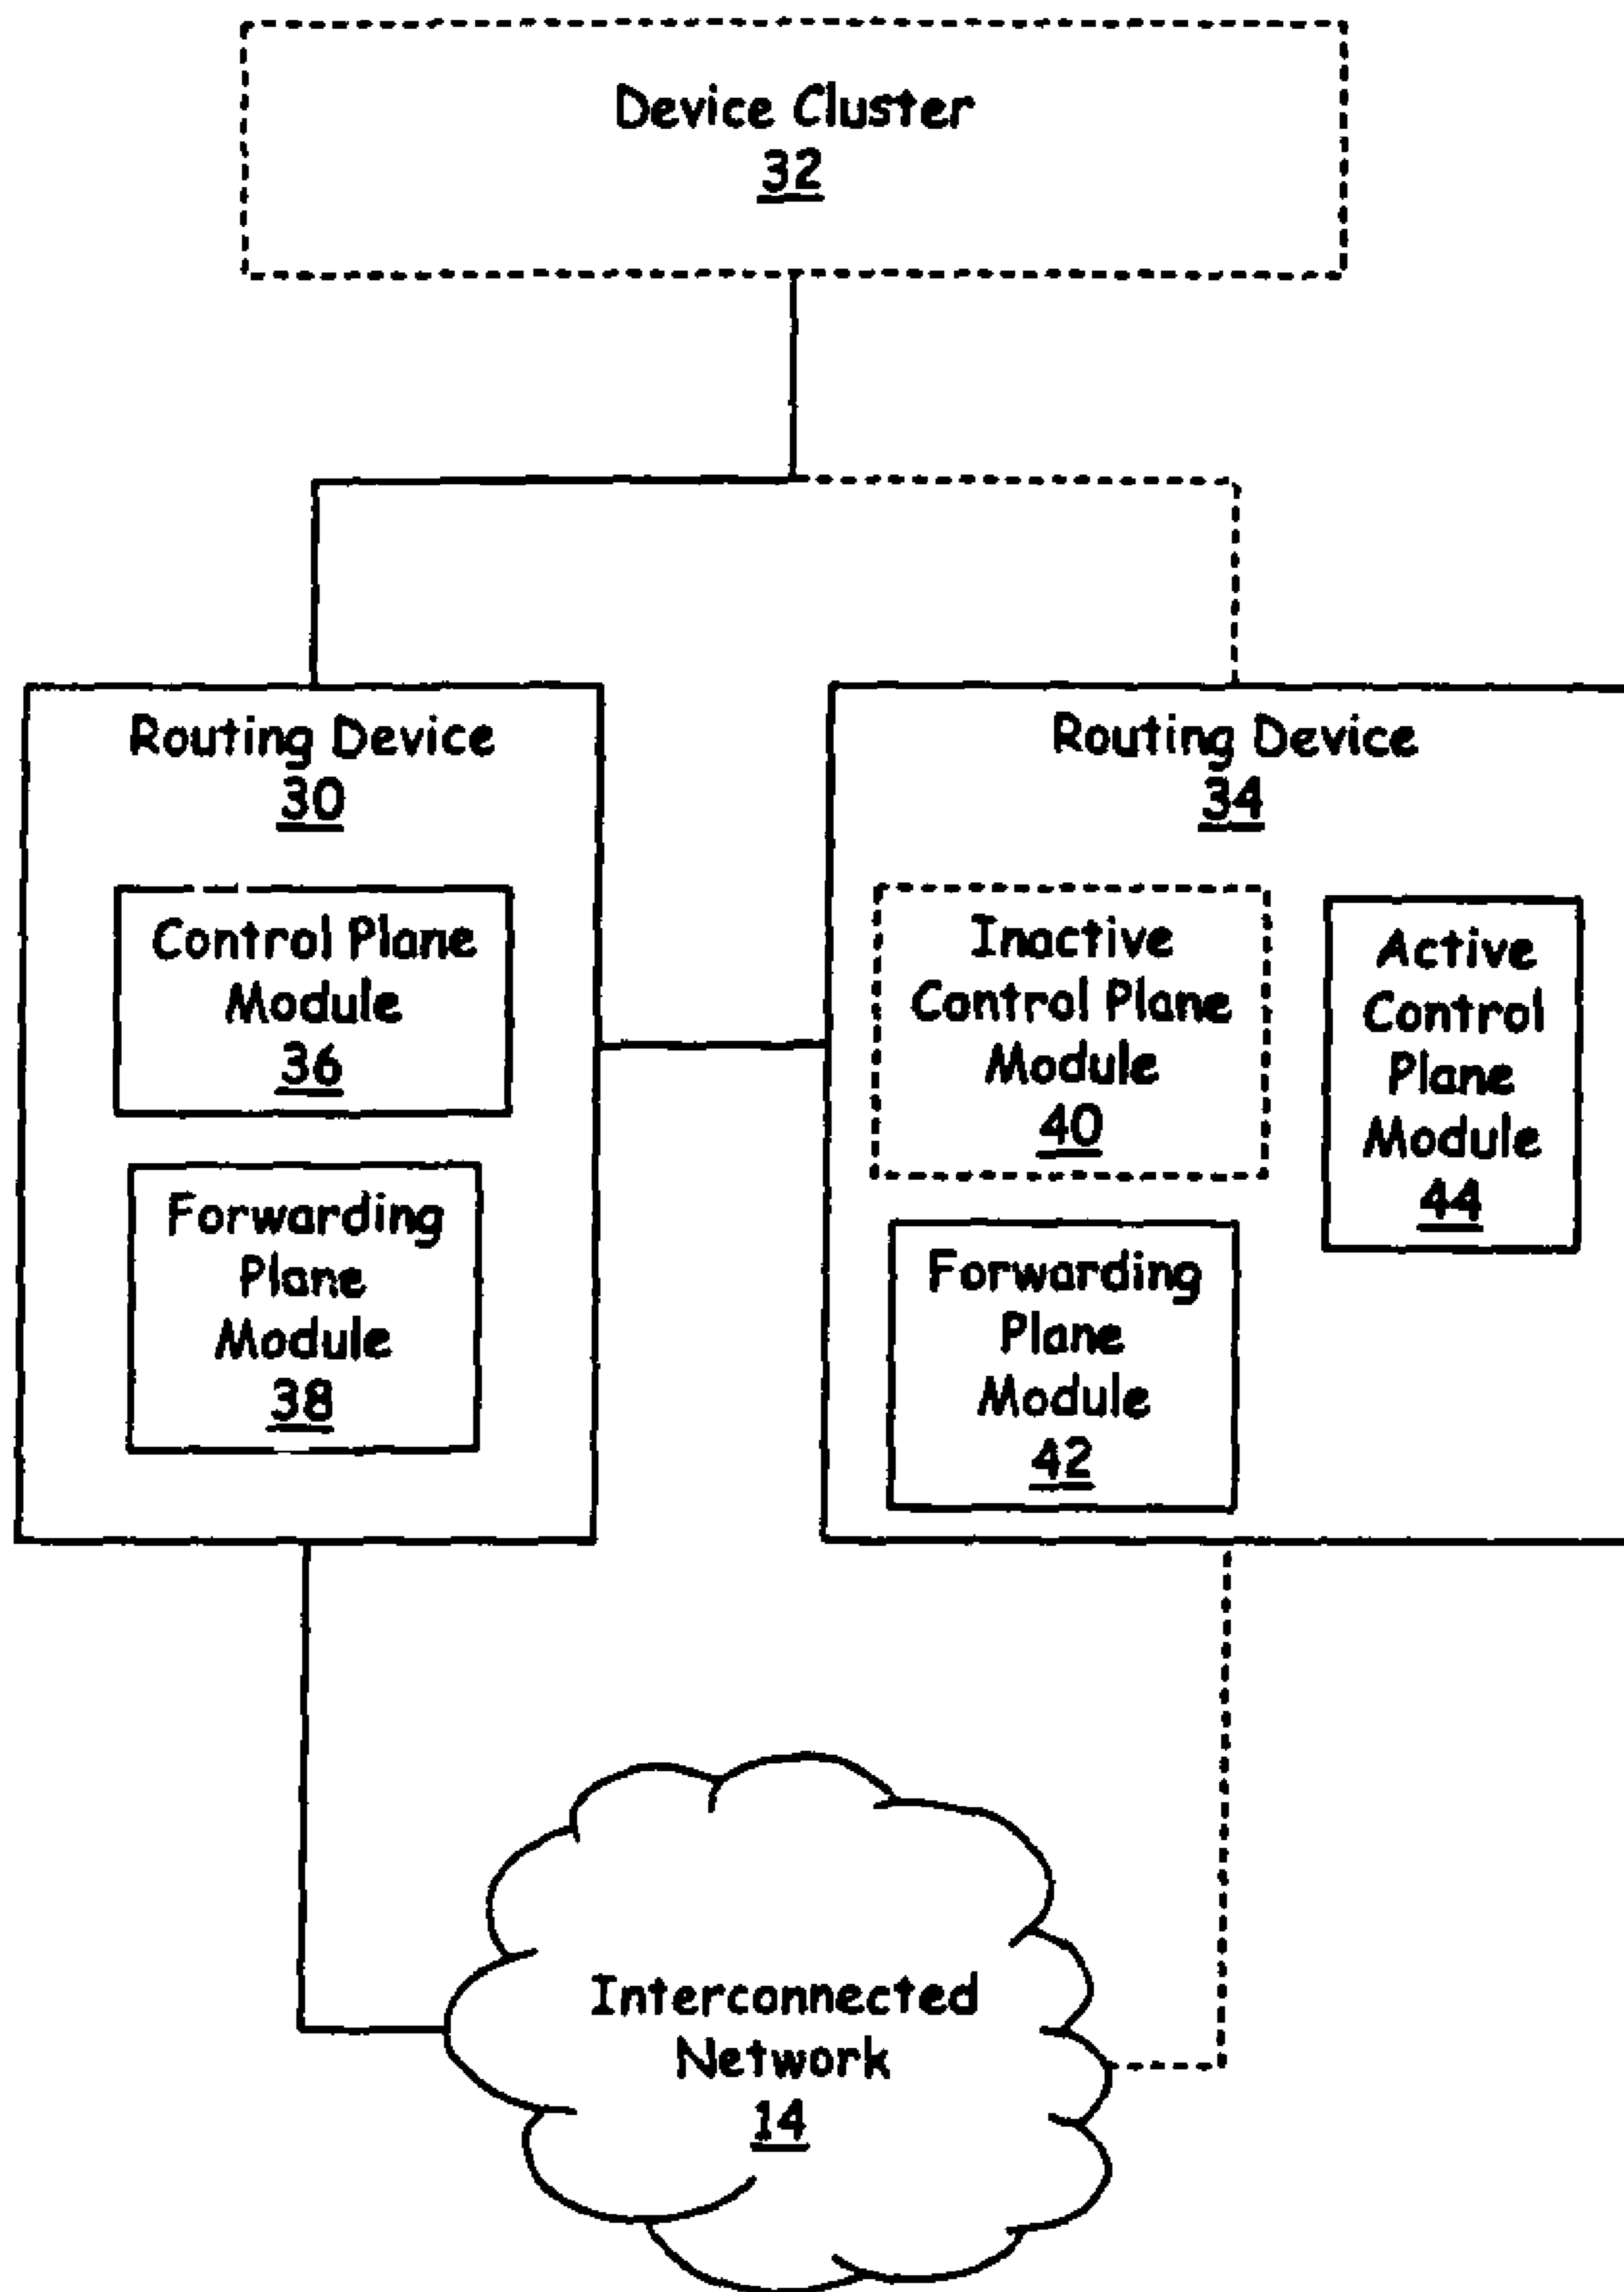 Device Cluster
32
Routing Device
30
Control Plane
Module
36
Forwarding
Plane
Module
38
Routing Device
34
Inactive
Control Plane
Module
40
Active
Control
Plane
Module
44
Forwarding
Plane
Module
42
Interconnected
Network
14